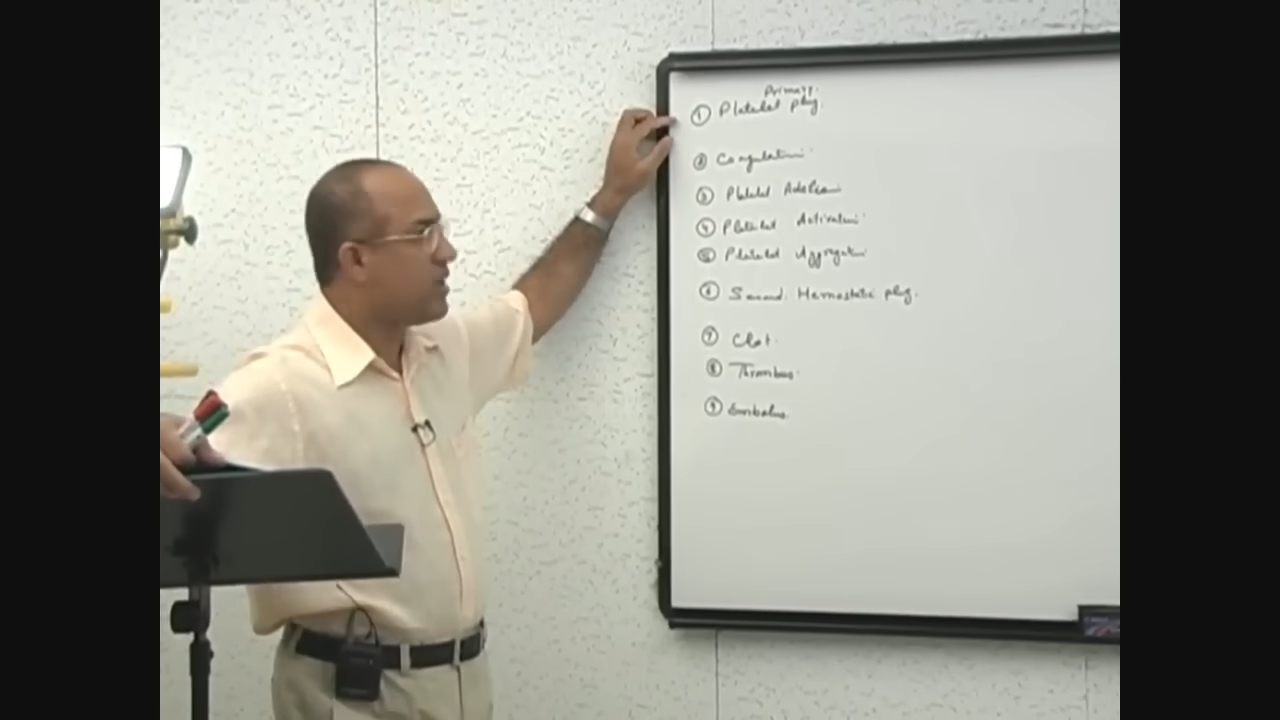 Primary.
① Platelet plug.
② Coagulation
③ Platelet Adhesion
④ Platelet Activation
⑤ Platelet Aggregation
⑥ Second. Hemostatic plug.
⑦ Clot.
⑧ Thrombus.
⑨ Embolus